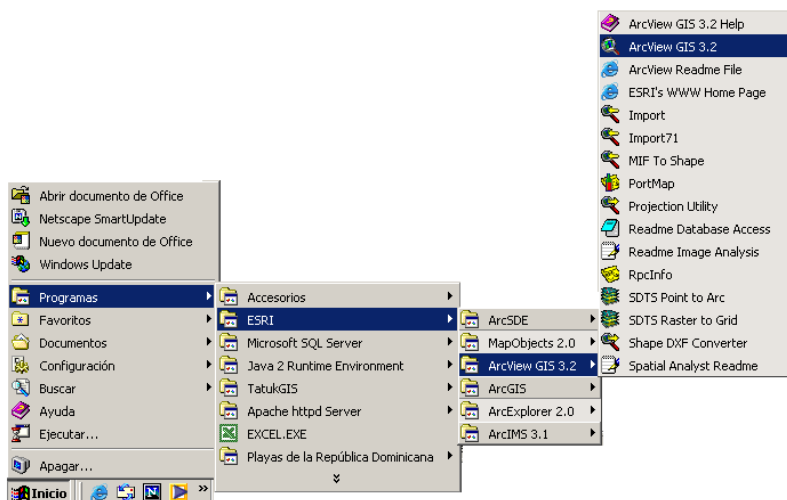 ArcView GIS 3.2 Help
ArcView GIS 3.2
ArcView Readme File
ESRI's WWW Home Page
Import
Import71
MIF To Shape
PortMap
Projection Utility
Readme Database Access
Readme Image Analysis
RpcInfo
SDTS Point to Arc
SDTS Raster to Grid
Shape DXF Converter
Spatial Analyst Readme
Abrir documento de Office
Netscape SmartUpdate
Nuevo documento de Office
Windows Update
Programas
Favoritos
Documentos
Configuración
Buscar
Ayuda
Ejecutar...
Apagar...
Inicio
Accesorios
ESRI
Microsoft SQL Server
Java 2 Runtime Environment
TatukGIS
Apache httpd Server
EXCEL.EXE
Playas de la República Dominicana
ArcSDE
MapObjects 2.0
ArcView GIS 3.2
ArcGIS
ArcExplorer 2.0
ArcIMS 3.1